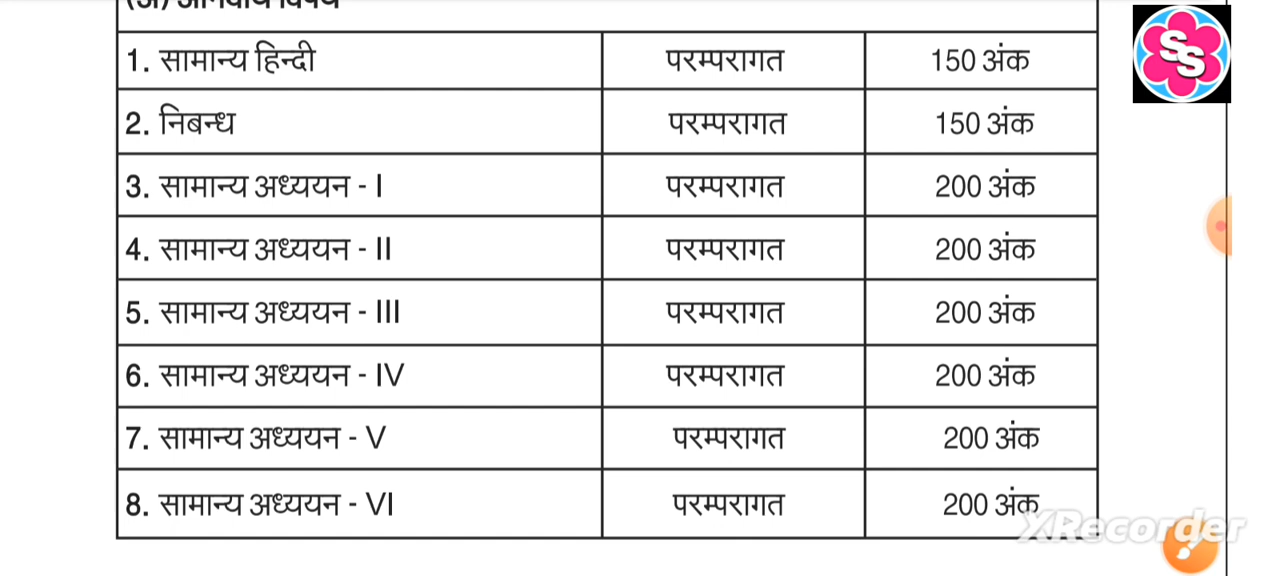 (अ) अनिवार्य विषय
1. सामान्य हिन्दी परम्परागत 150 अंक
2. निबन्ध परम्परागत 150 अंक
3. सामान्य अध्ययन - I परम्परागत 200 अंक
4. सामान्य अध्ययन - II परम्परागत 200 अंक
5. सामान्य अध्ययन - III परम्परागत 200 अंक
6. सामान्य अध्ययन - IV परम्परागत 200 अंक
7. सामान्य अध्ययन - V परम्परागत 200 अंक
8. सामान्य अध्ययन - VI परम्परागत 200 अंक
SS
XRecorder